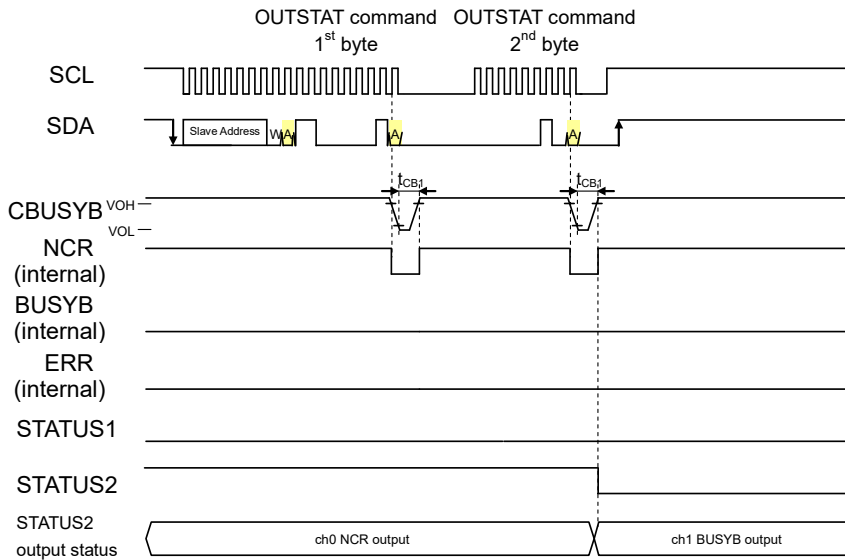 OUTSTAT command
1st byte
OUTSTAT command
2nd byte
SCL
SDA
Slave Address
W
A
A
A
tCB1
tCB1
CBUSYB
VOH
VOL
NCR
(internal)
BUSYB
(internal)
ERR
(internal)
STATUS1
STATUS2
STATUS2
output status
ch0 NCR output
ch1 BUSYB output